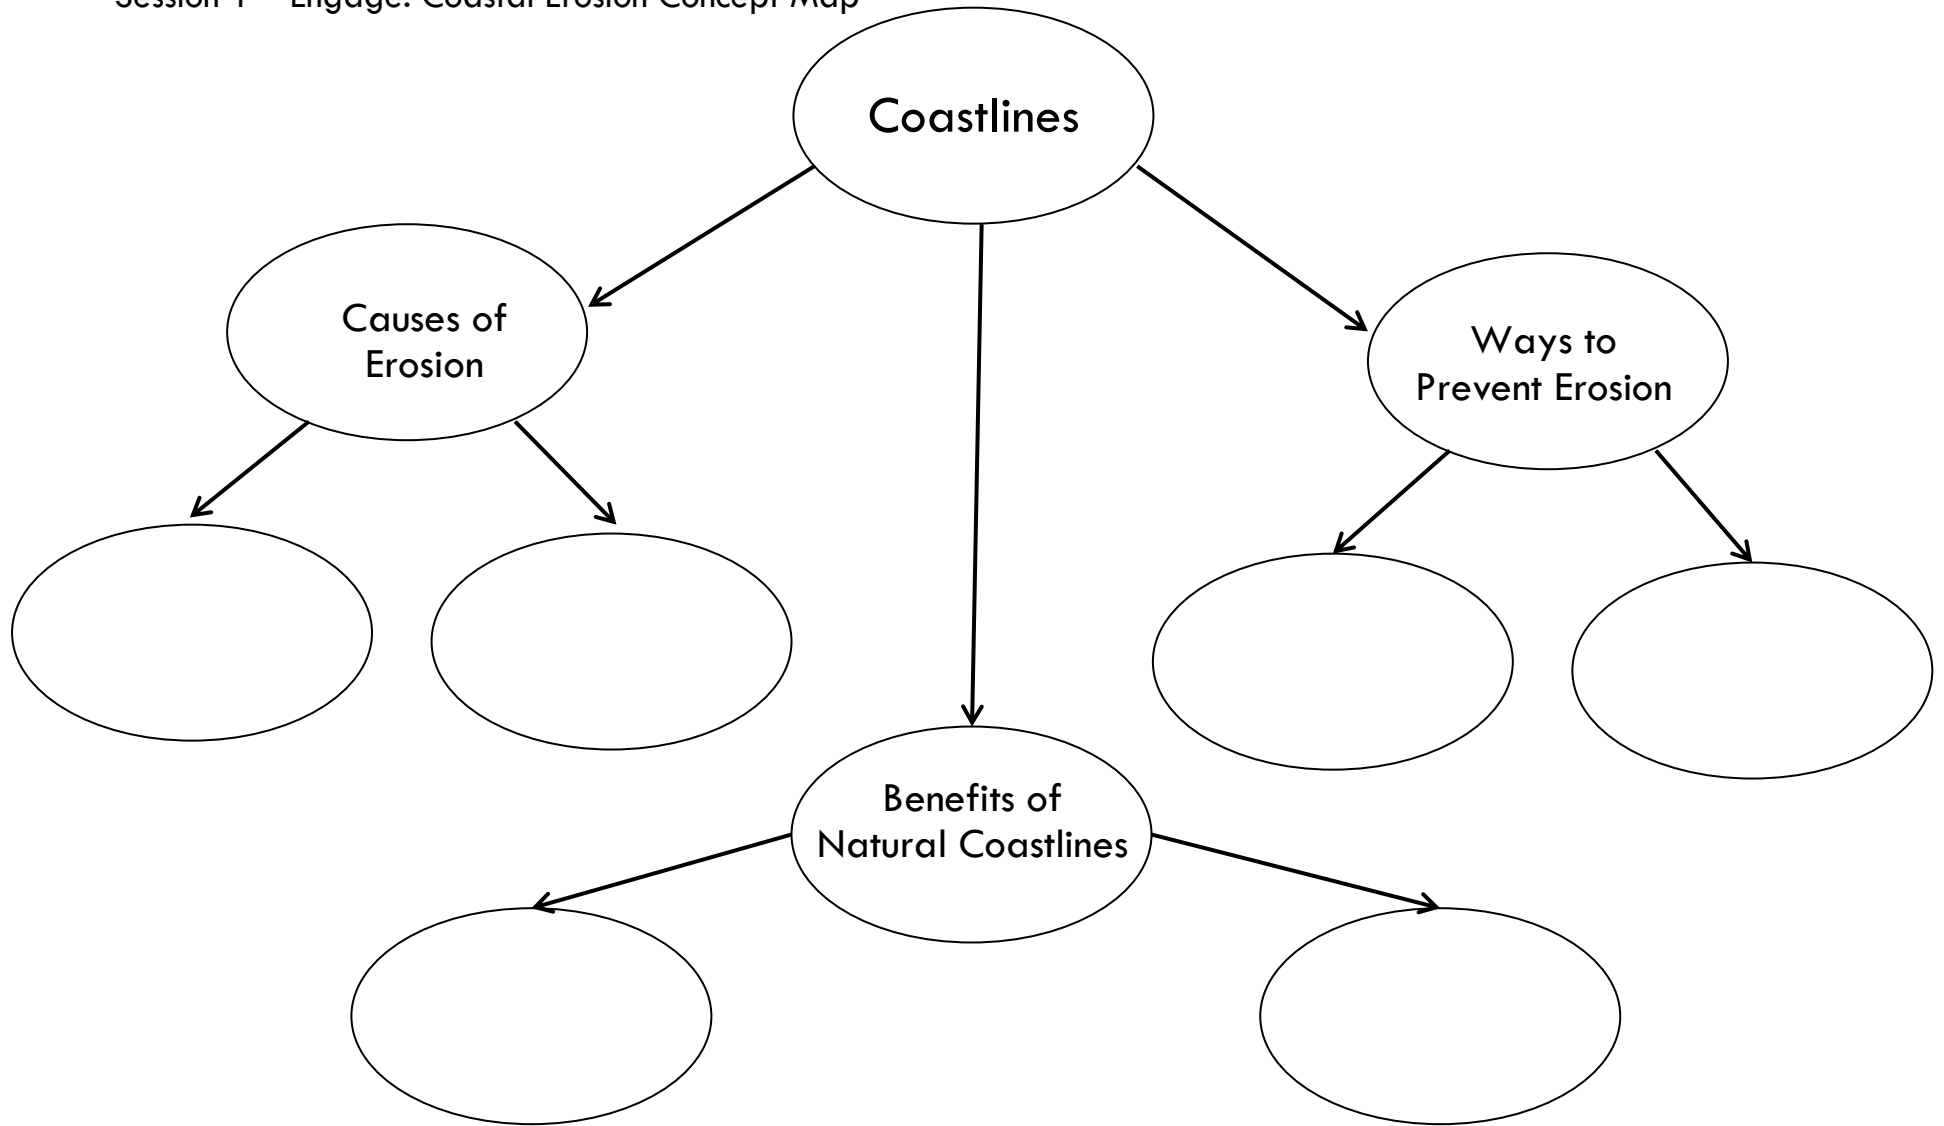 Session 1 – Engage: Coastal Erosion Concept Map
Coastlines
Causes of
Erosion
Ways to
Prevent Erosion
Benefits of
Natural Coastlines